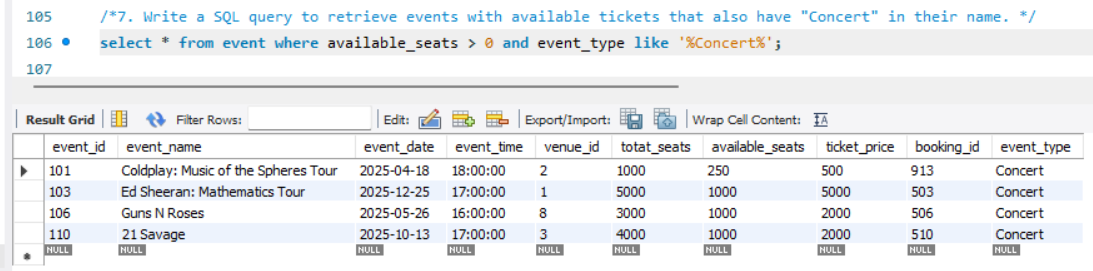 105 /*7. Write a SQL query to retrieve events with available tickets that also have "Concert" in their name. */
106 select * from event where available_seats > 0 and event_type like '%Concert%';
107
Result Grid Filter Rows: Edit: Export/Import: Wrap Cell Content: IA
event_id event_name event_date event_time venue_id totat_seats available_seats ticket_price booking_id event_type
101 Coldplay: Music of the Spheres Tour 2025-04-18 18:00:00 2 1000 250 500 913 Concert
103 Ed Sheeran: Mathematics Tour 2025-12-25 17:00:00 1 5000 1000 5000 503 Concert
106 Guns N Roses 2025-05-26 16:00:00 8 3000 1000 2000 506 Concert
110 21 Savage 2025-10-13 17:00:00 3 4000 1000 2000 510 Concert
NULL NULL NULL NULL NULL NULL NULL NULL NULL NULL